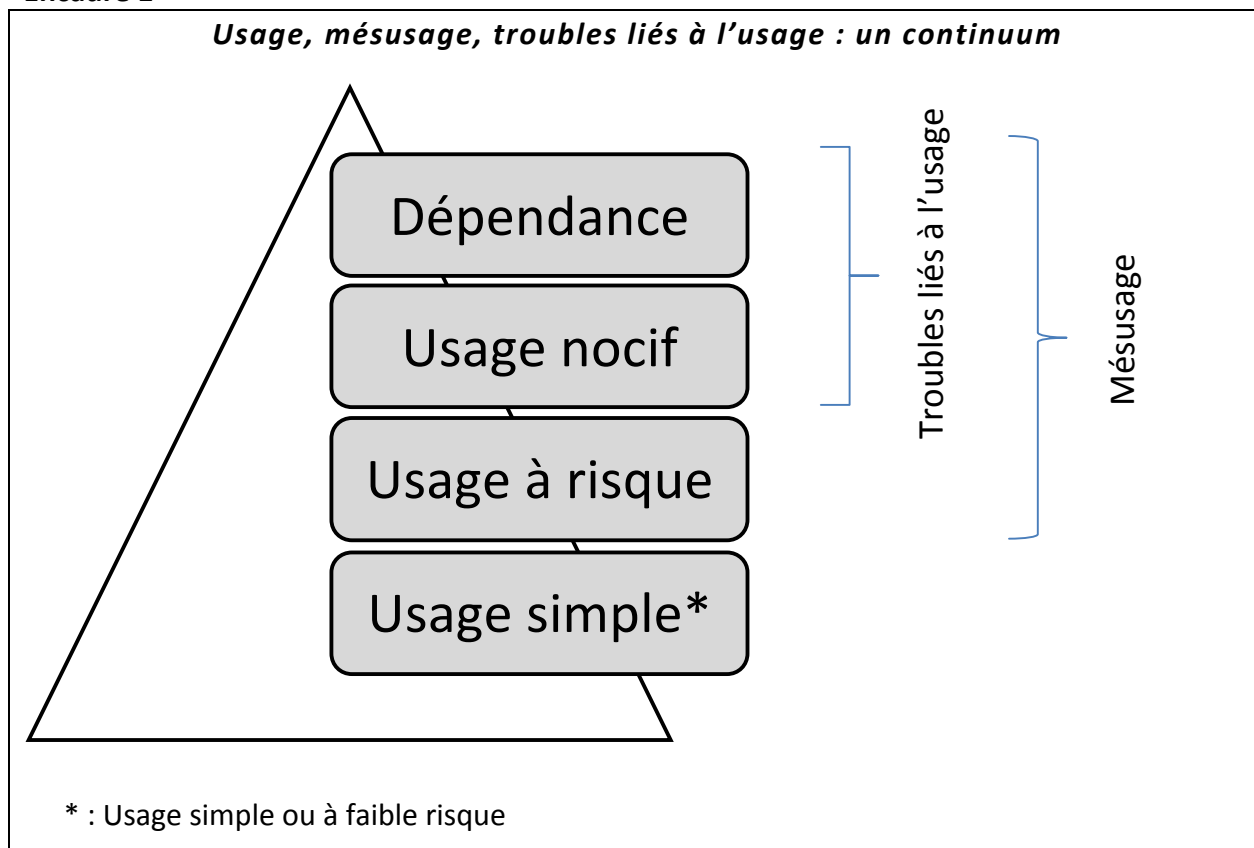 Usage, mésusage, troubles liés à l’usage : un continuum
Dépendance
Usage nocif
Usage à risque
Usage simple*
Troubles liés à l’usage
Mésusage
* : Usage simple ou à faible risque